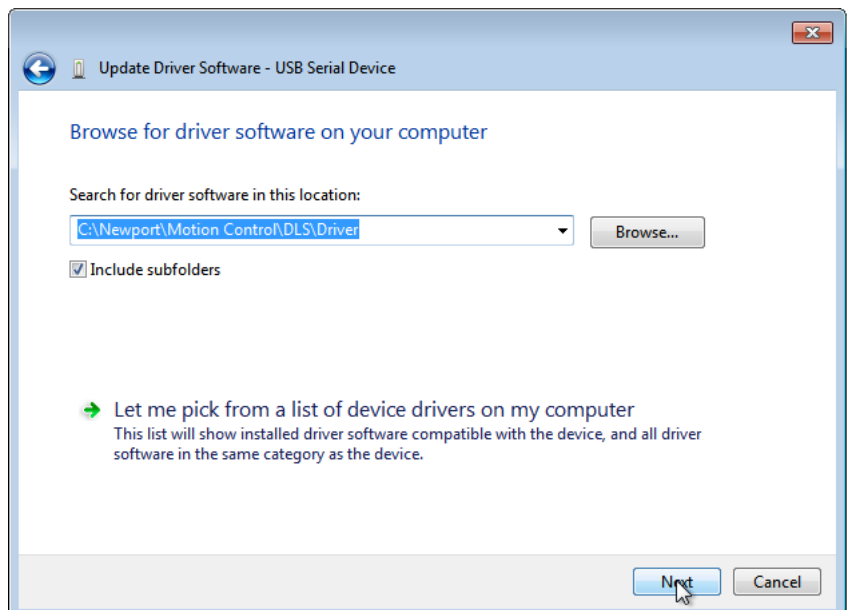 Update Driver Software - USB Serial Device
Browse for driver software on your computer
Search for driver software in this location:
C:\Newport\Motion Control\DLS\Driver
Browse...
Include subfolders
Let me pick from a list of device drivers on my computer
This list will show installed driver software compatible with the device, and all driver
software in the same category as the device.
Next
Cancel